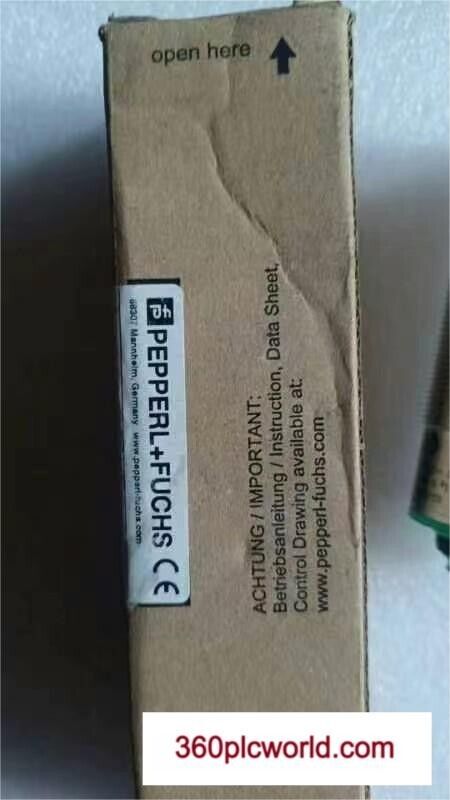 open here
PEPPERL+FUCHS CE
68307 Mannheim, Germany www.pepperl-fuchs.com
ACHTUNG / IMPORTANT:
Betriebsanleitung / Instruction, Data Sheet,
Control Drawing available at:
www.pepperl-fuchs.com
360plcworld.com